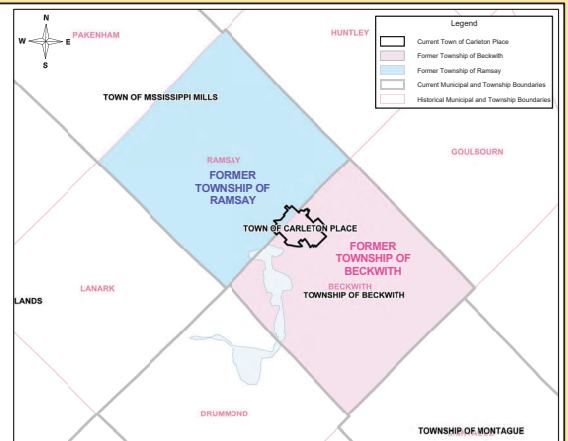 N
W E
S
PAKENHAM
HUNTLEY
Legend
Current Town of Carleton Place
Former Township of Beckwith
Former Township of Ramsay
Current Municipal and Township Boundaries
Historical Municipal and Township Boundaries
TOWN OF MSSISSIPPI MILLS
GOULBOURN
RAMSAY
FORMER
TOWNSHIP OF
RAMSAY
TOWN OF CARLETON PLACE
FORMER
TOWNSHIP OF
BECKWITH
BECKWITH
TOWNSHIP OF BECKWITH
LANARK
LANDS
DRUMMOND
TOWNSHIP OF MONTAGUE